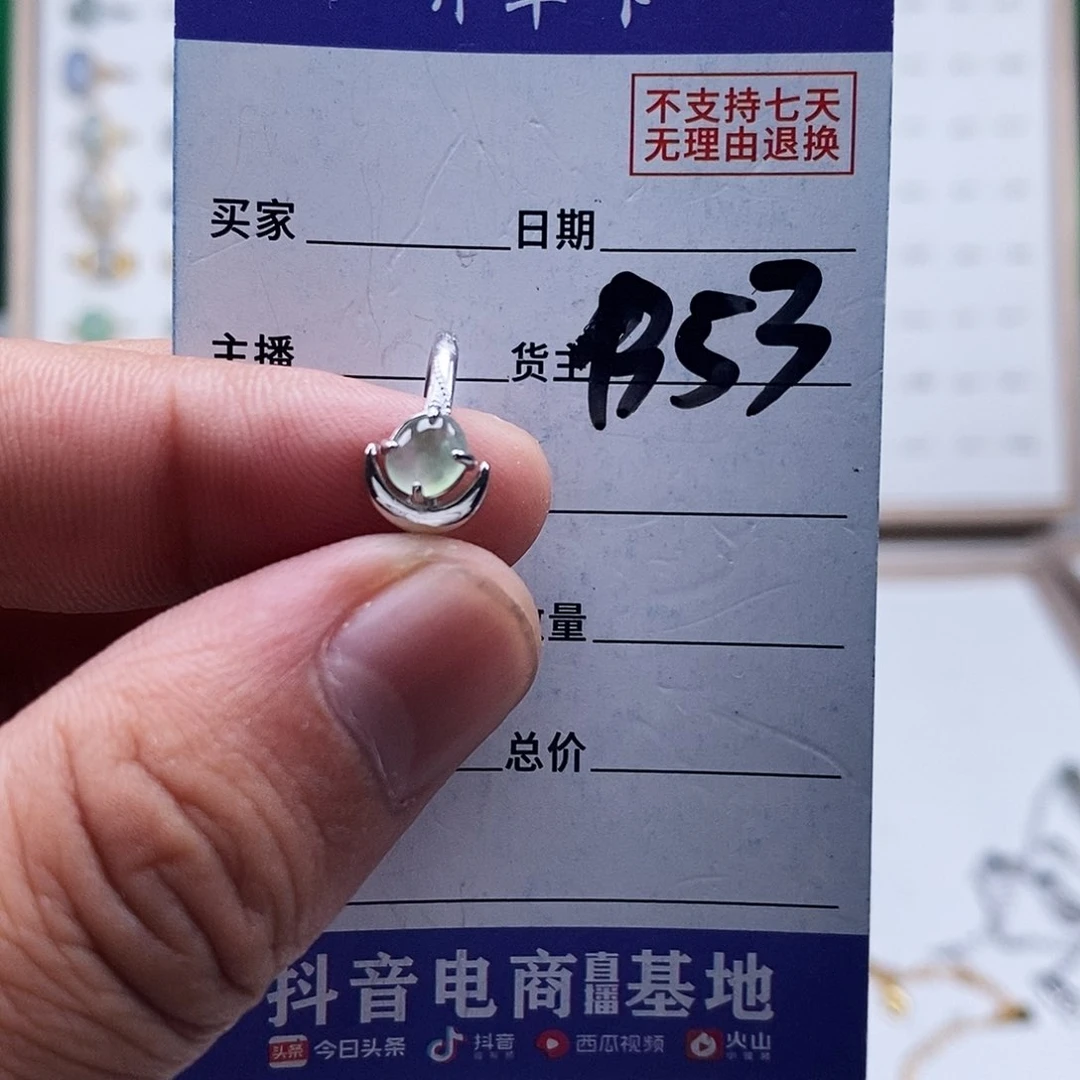 不支持七天
无理由退换
买家 日期
主播 货主 B53
量
总价
抖音电商直播基地
头条 今日头条 抖音 西瓜视频 火山